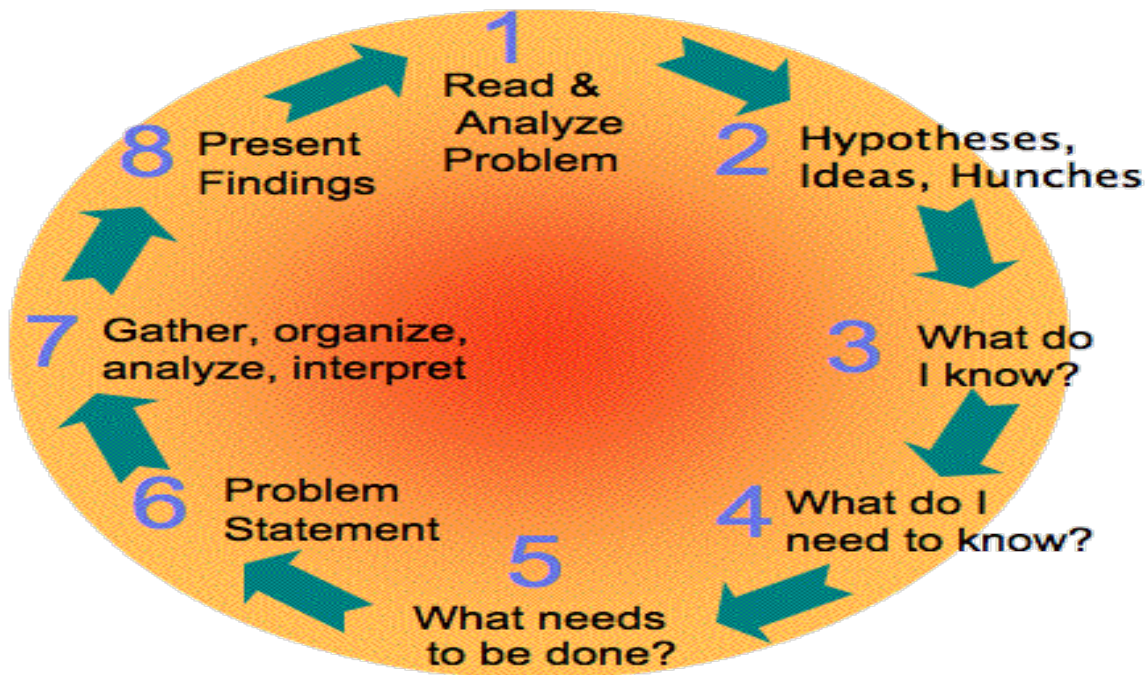 1
Read &
Analyze
Problem
2
Hypotheses,
Ideas, Hunches
3
What do
I know?
4
What do I
need to know?
5
What needs
to be done?
6
Problem
Statement
7
Gather, organize,
analyze, interpret
8
Present
Findings